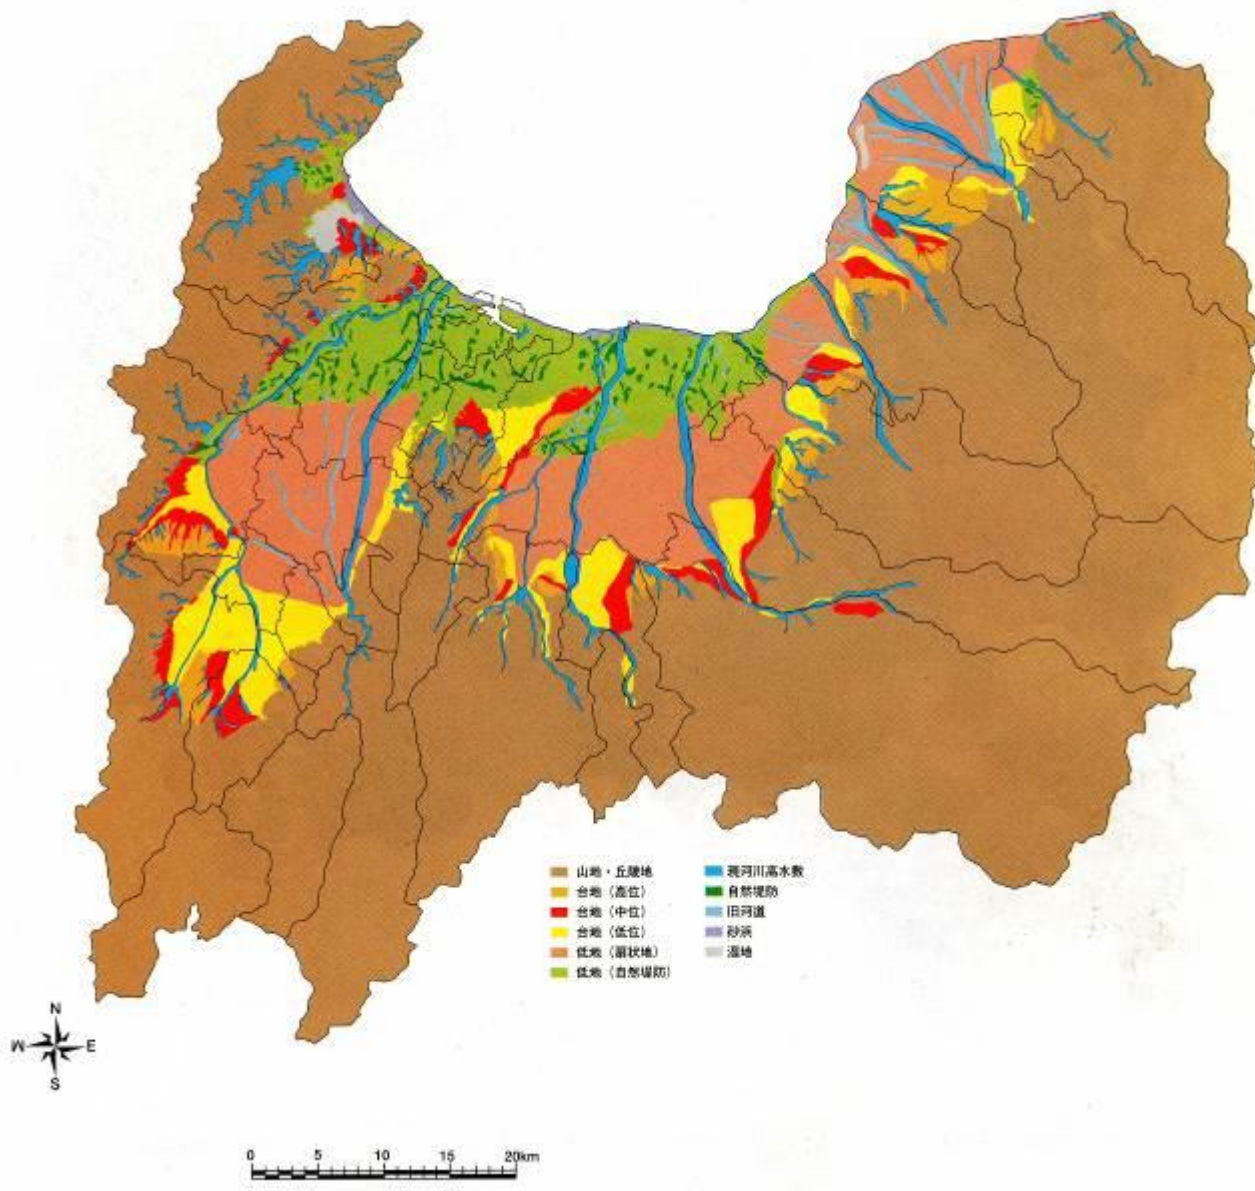 山地・丘陵地
台地（高位）
台地（中位）
台地（低位）
低地（扇状地）
低地（自然堤防）
現河川高水敷
自然堤防
旧河道
砂浜
湿地
N
W E
S
0 5 10 15 20km